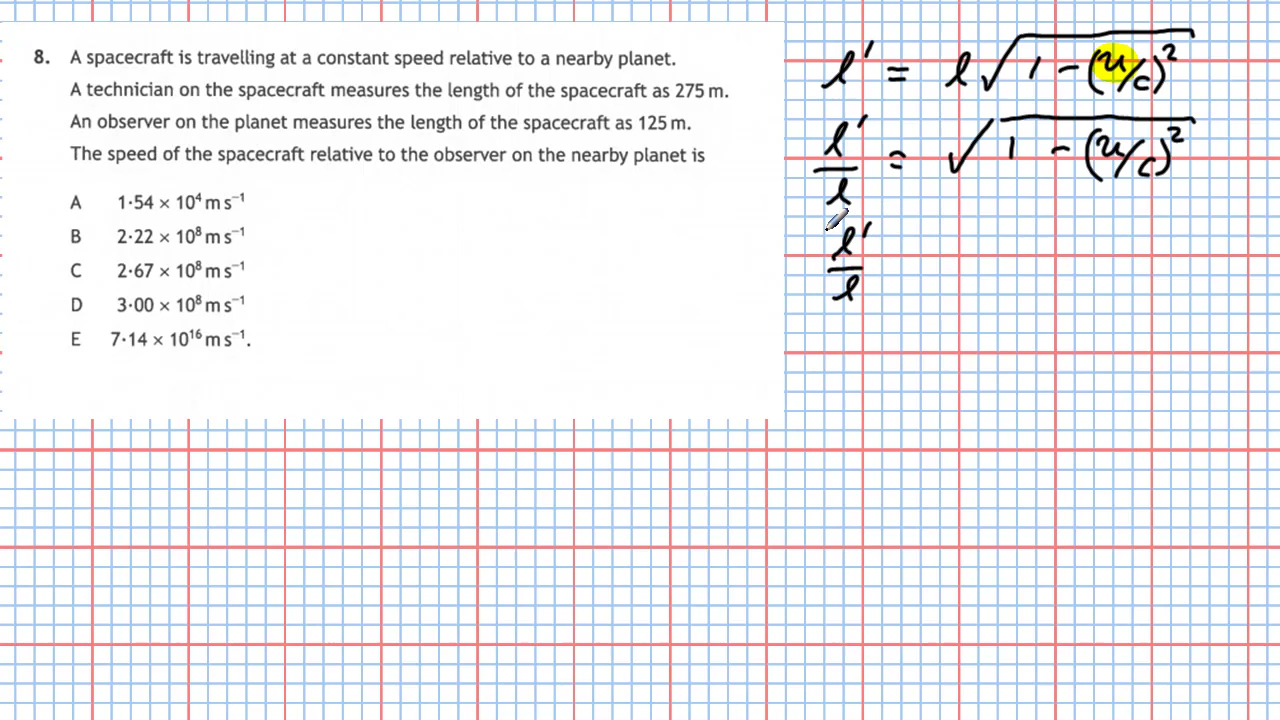 8. A spacecraft is travelling at a constant speed relative to a nearby planet.
A technician on the spacecraft measures the length of the spacecraft as 275 m.
An observer on the planet measures the length of the spacecraft as 125 m.
The speed of the spacecraft relative to the observer on the nearby planet is
A 1·54 × 10⁴ m s⁻¹
B 2·22 × 10⁸ m s⁻¹
C 2·67 × 10⁸ m s⁻¹
D 3·00 × 10⁸ m s⁻¹
E 7·14 × 10¹⁶ m s⁻¹.
l' = l√(1 - (v/c)²)
l'/l = √(1 - (v/c)²)
l'/l